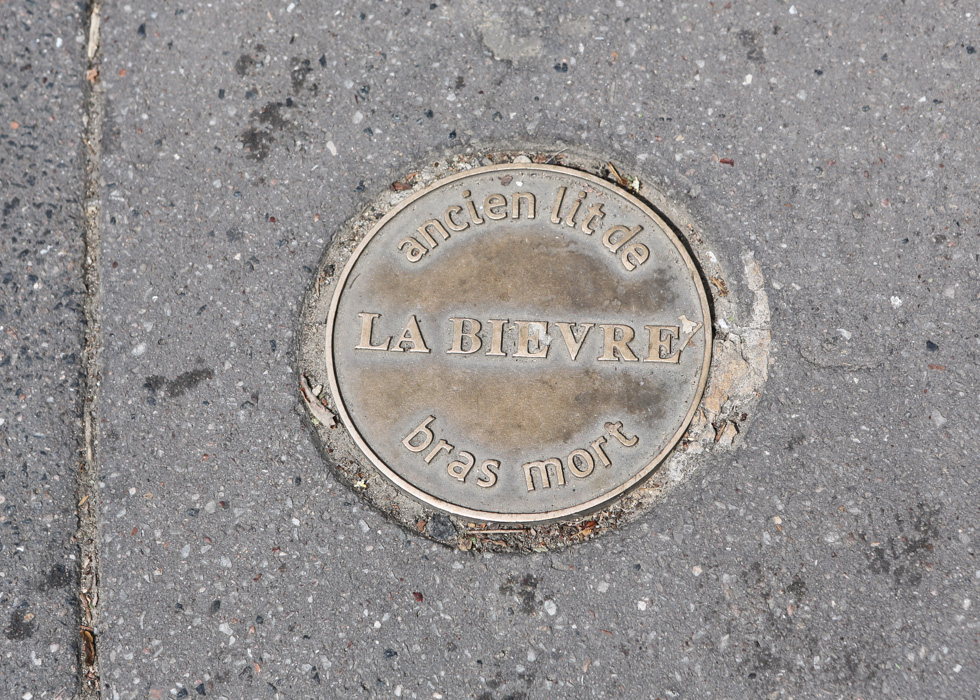 ancien lit de
LA BIEVRE
bras mort